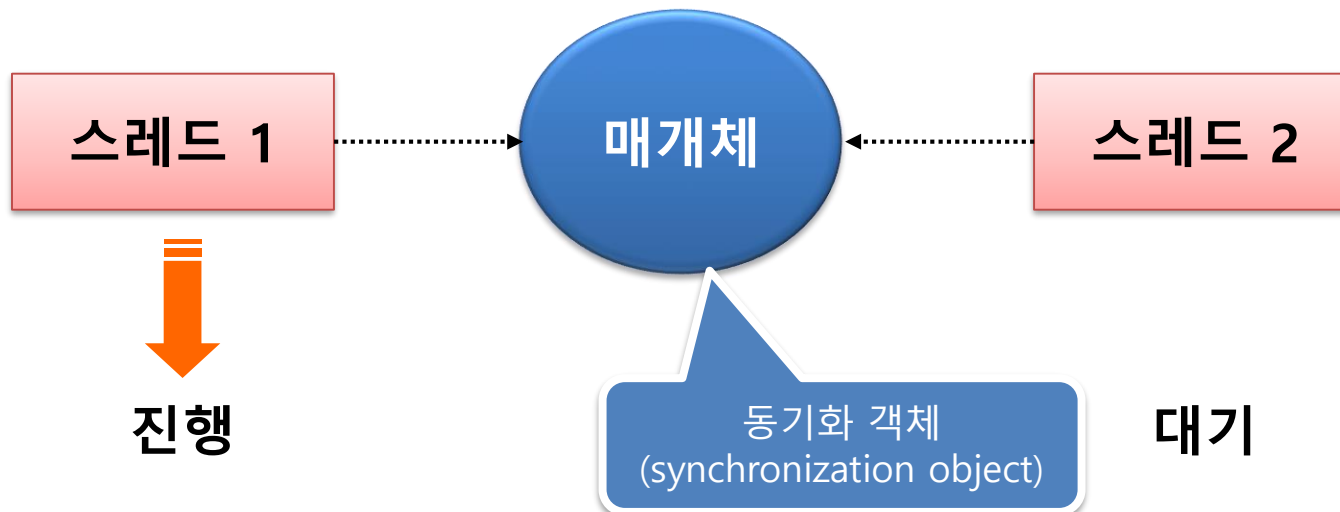 스레드 1
매개체
스레드 2
진행
동기화 객체
(synchronization object)
대기